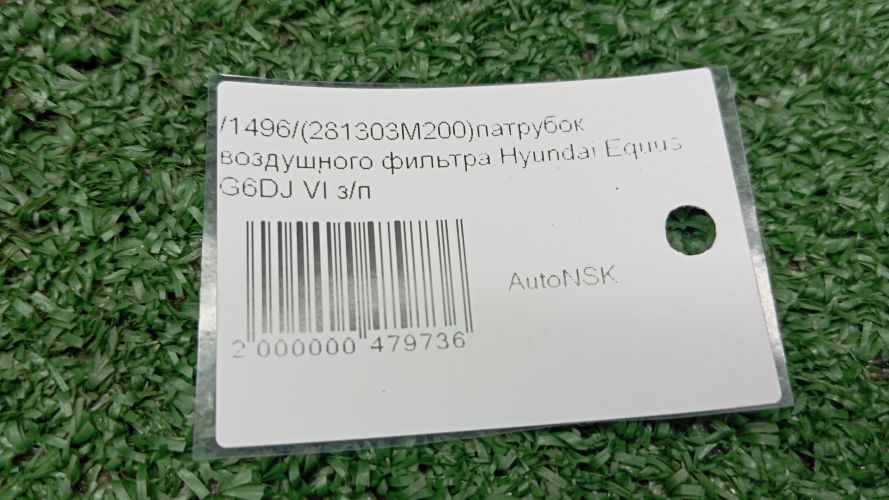 /1496/(281303M200)патрубок
воздушного фильтра Hyundai Equus
G6DJ VI з/п
AutoNSK
2 000000 479736